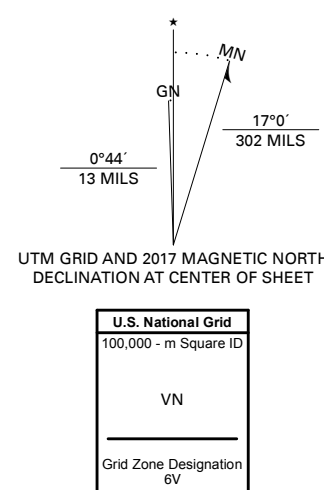 ★
MN
GN
17°0´
302 MILS
0°44´
13 MILS
UTM GRID AND 2017 MAGNETIC NORTH
DECLINATION AT CENTER OF SHEET
U.S. National Grid
100,000 - m Square ID
VN
Grid Zone Designation
6V